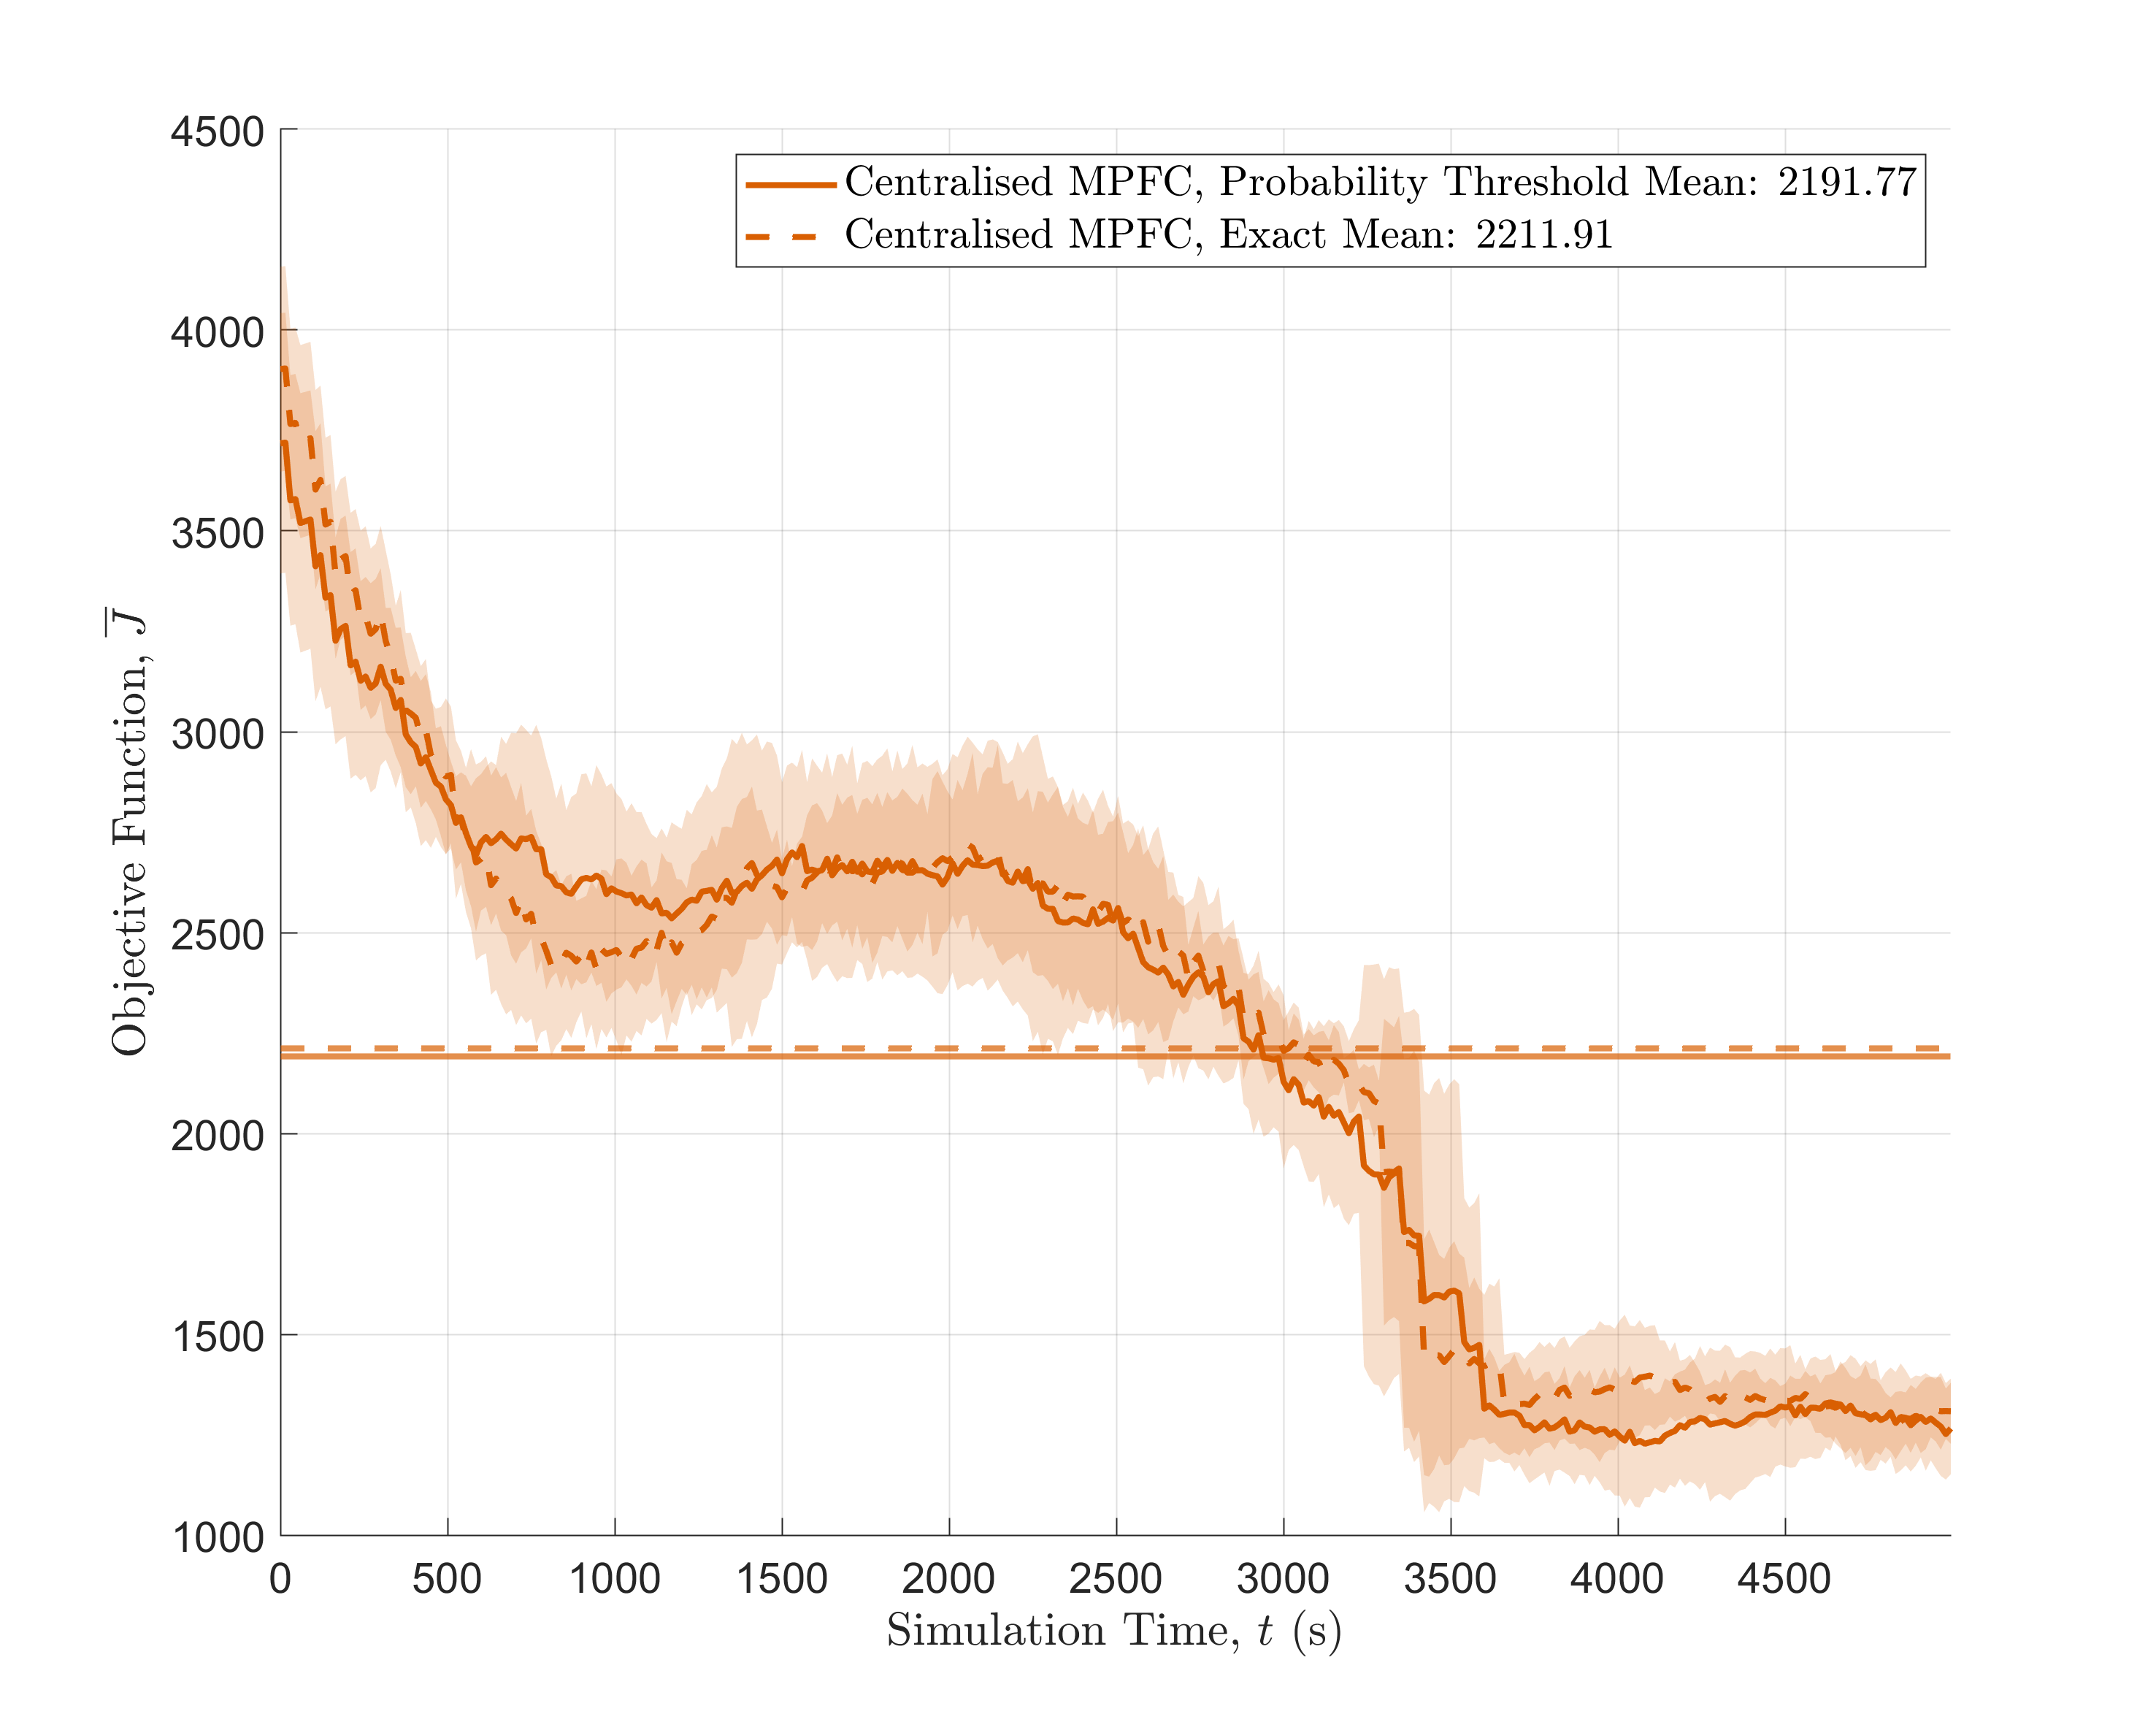 Centralised MPFC, Probability Threshold Mean: 2191.77
Centralised MPFC, Exact Mean: 2211.91
4500
4000
3500
3000
2500
2000
1500
1000
Objective Function, J̅
0 500 1000 1500 2000 2500 3000 3500 4000 4500
Simulation Time, t (s)